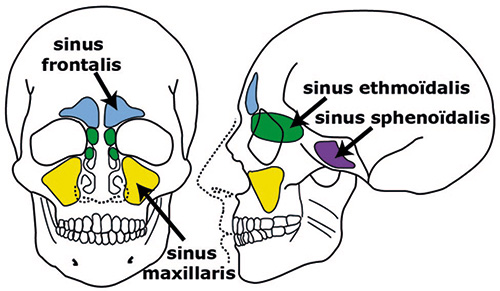 sinus
frontalis
sinus ethmoïdalis
sinus sphenoïdalis
sinus
maxillaris